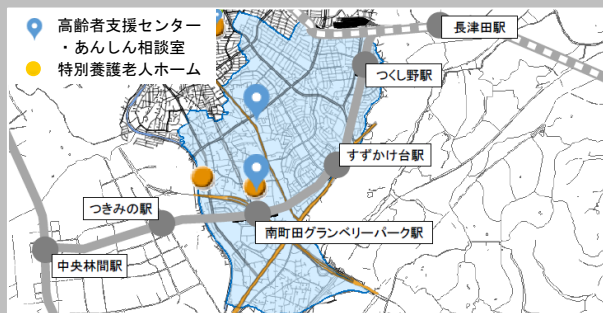 高齢者支援センター
・あんしん相談室
特別養護老人ホーム
長津田駅
つくし野駅
すずかけ台駅
つきみの駅
南町田グランベリーパーク駅
中央林間駅